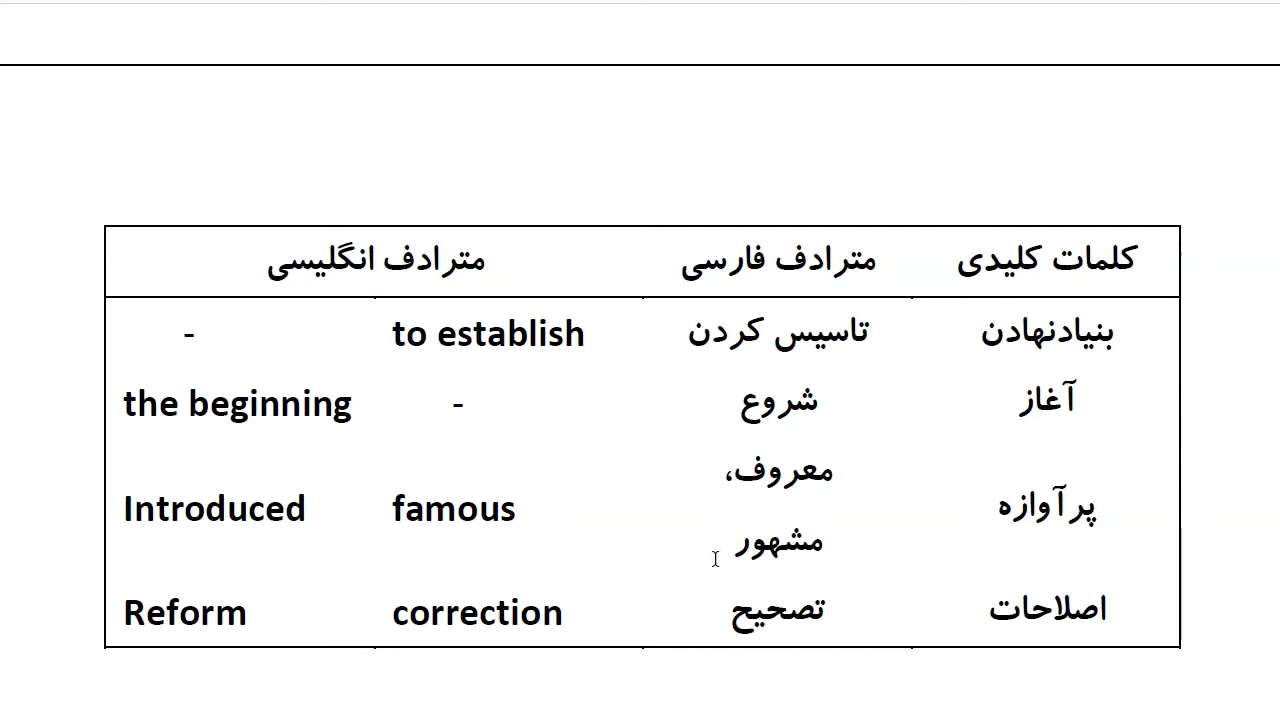 کلمات کلیدی مترادف فارسی مترادف انگلیسی
بنیادنهادن تاسیس کردن to establish -
آغاز شروع - the beginning
پرآوازه معروف، مشهور famous Introduced
اصلاحات تصحیح correction Reform